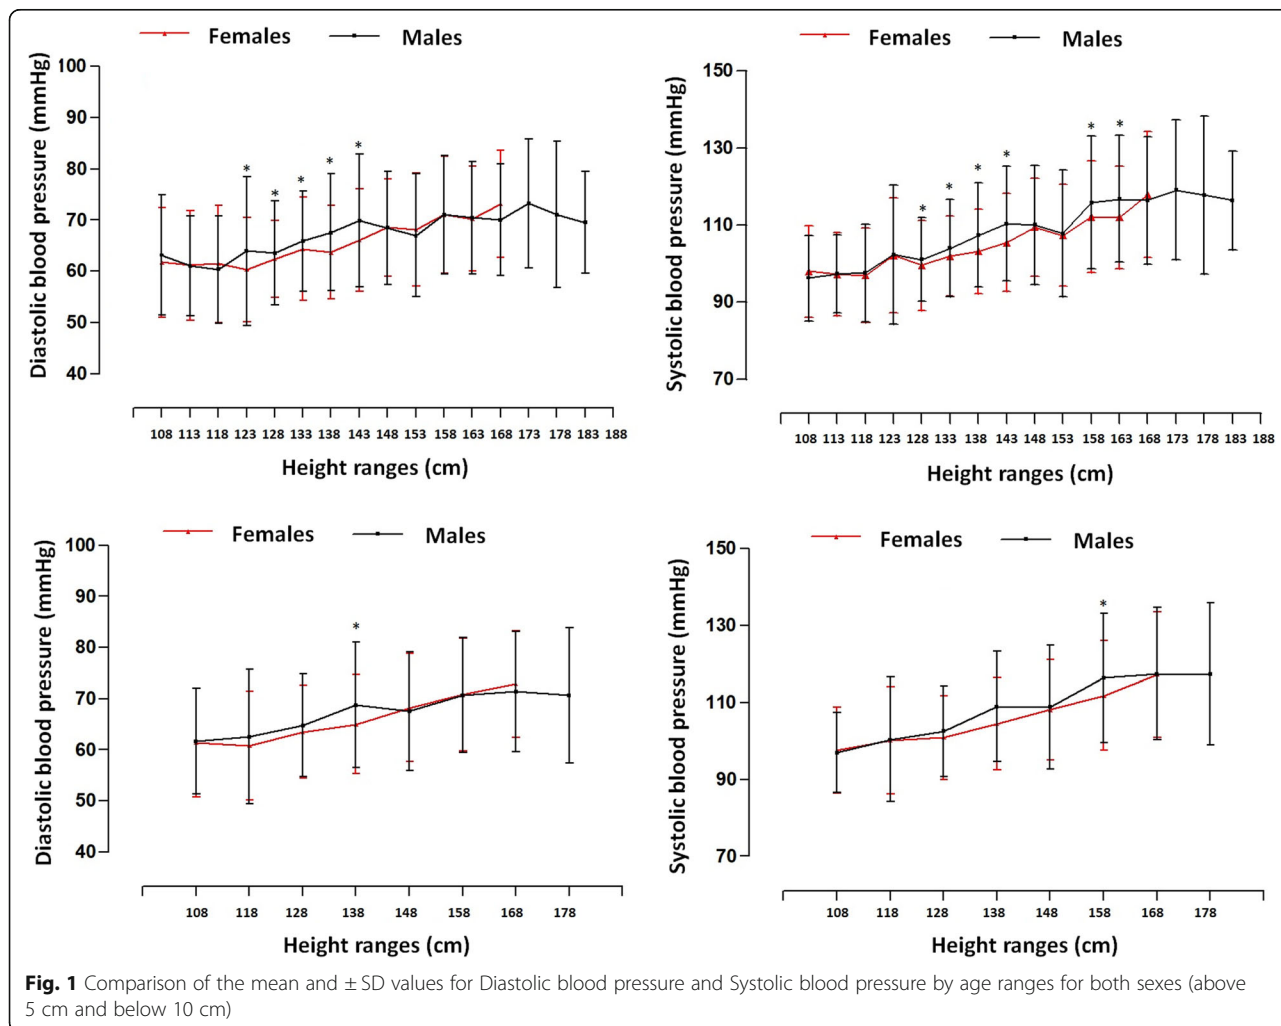 Females Males
Diastolic blood pressure (mmHg)
100
90
80
70
60
50
40
* * * * *
108 113 118 123 128 133 138 143 148 153 158 163 168 173 178 183 188
Height ranges (cm)
Females Males
Systolic blood pressure (mmHg)
150
130
110
90
70
* * * * * *
108 113 118 123 128 133 138 143 148 153 158 163 168 173 178 183 188
Height ranges (cm)
Females Males
Diastolic blood pressure (mmHg)
100
90
80
70
60
50
40
*
108 118 128 138 148 158 168 178
Height ranges (cm)
Females Males
Systolic blood pressure (mmHg)
150
130
110
90
70
*
108 118 128 138 148 158 168 178
Height ranges (cm)
Fig. 1 Comparison of the mean and ± SD values for Diastolic blood pressure and Systolic blood pressure by age ranges for both sexes (above
5 cm and below 10 cm)